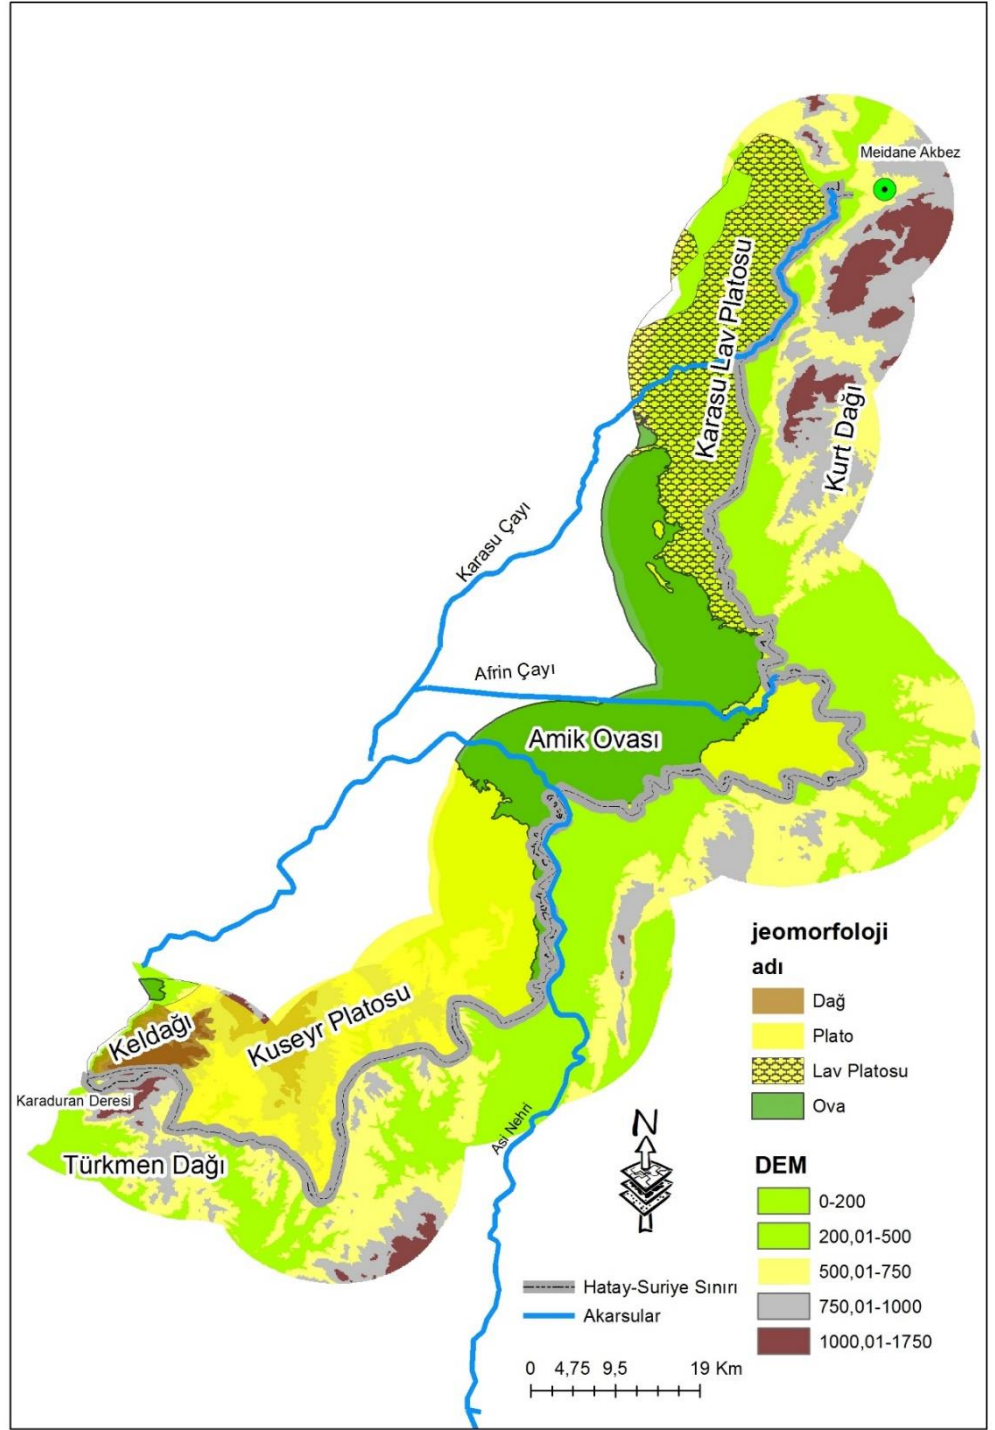 Meidane Akbez
Karasu Lav Platosu
Kurt Dağı
Karasu Çayı
Afrin Çayı
Amik Ovası
Keldağı
Kuseyr Platosu
Karaduran Deresi
Türkmen Dağı
Asi Nehri
jeomorfoloji
adı
Dağ
Plato
Lav Platosu
Ova
N
DEM
0-200
200,01-500
500,01-750
750,01-1000
1000,01-1750
Hatay-Suriye Sınırı
Akarsular
0 4,75 9,5 19 Km